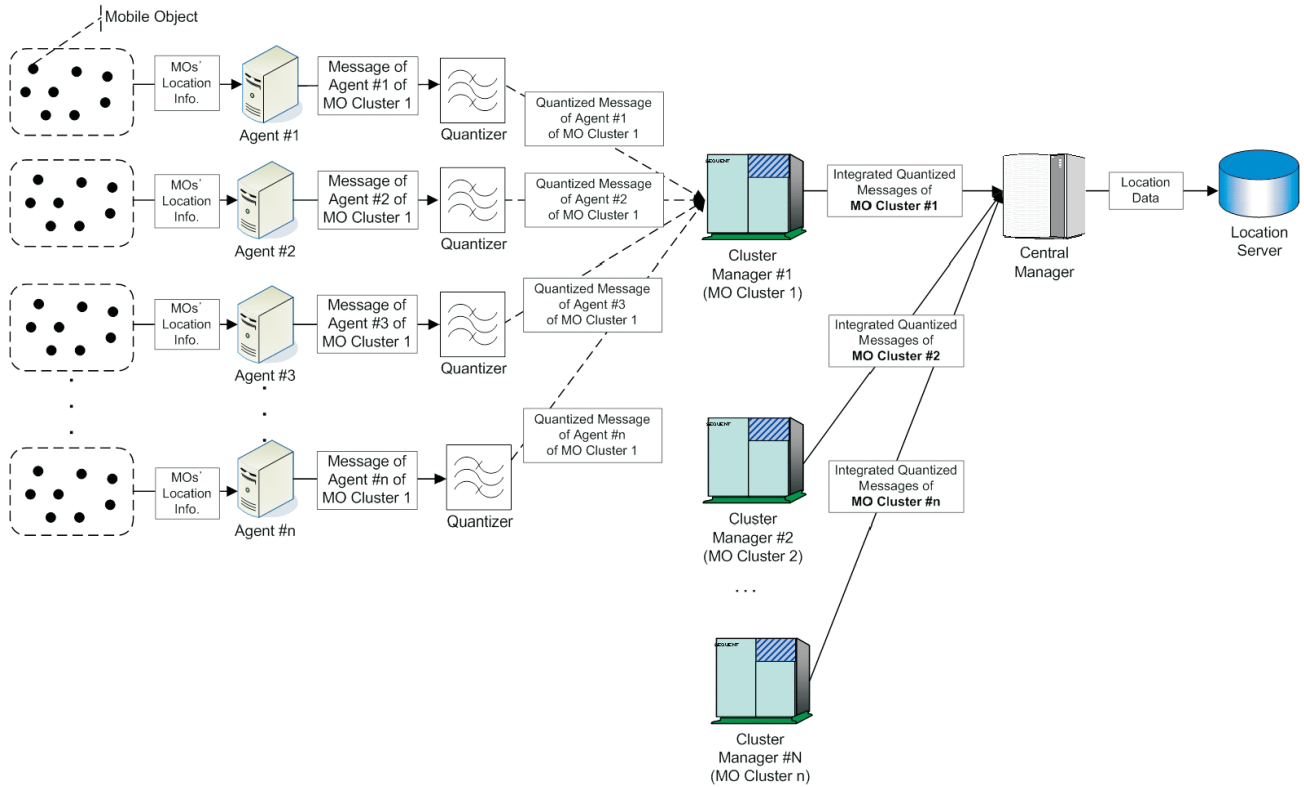 Mobile Object
MOs'
Location
Info.
Agent #1
Message of
Agent #1 of
MO Cluster 1
Quantizer
Quantized Message
of Agent #1
of MO Cluster 1
MOs'
Location
Info.
Agent #2
Message of
Agent #2 of
MO Cluster 1
Quantizer
Quantized Message
of Agent #2
of MO Cluster 1
MOs'
Location
Info.
Agent #3
Message of
Agent #3 of
MO Cluster 1
Quantizer
Quantized Message
of Agent #3
of MO Cluster 1
MOs'
Location
Info.
Agent #n
Message of
Agent #n of
MO Cluster 1
Quantizer
Quantized Message
of Agent #n
of MO Cluster 1
SEQUENT
Cluster
Manager #1
(MO Cluster 1)
Integrated Quantized
Messages of
MO Cluster #1
Central
Manager
Location
Data
Location
Server
Integrated Quantized
Messages of
MO Cluster #2
SEQUENT
Cluster
Manager #2
(MO Cluster 2)
. . .
Integrated Quantized
Messages of
MO Cluster #n
SEQUENT
Cluster
Manager #N
(MO Cluster n)